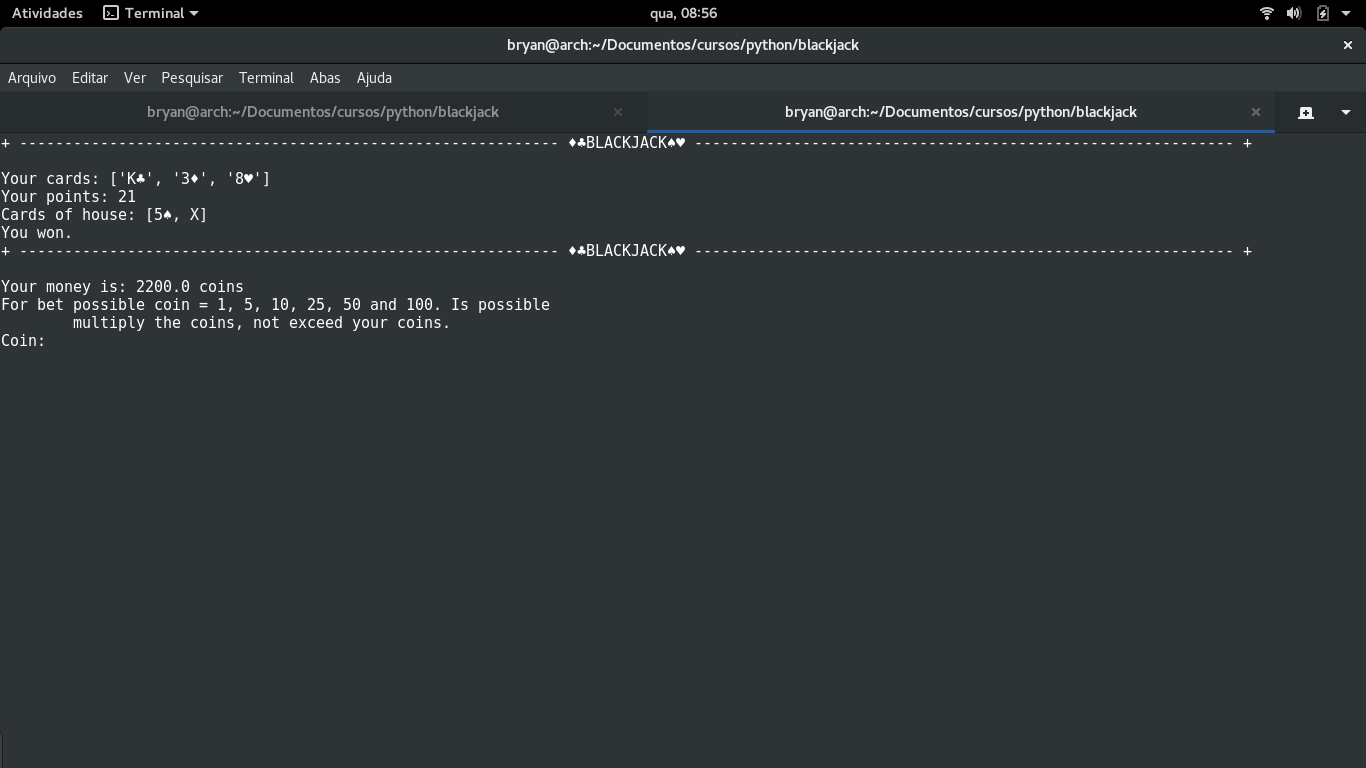 Atividades Terminal qua, 08:56
bryan@arch:~/Documentos/cursos/python/blackjack
Arquivo Editar Ver Pesquisar Terminal Abas Ajuda
bryan@arch:~/Documentos/cursos/python/blackjack bryan@arch:~/Documentos/cursos/python/blackjack
+ ------------------------------------------------------------ ♦♣BLACKJACK♠♥ ------------------------------------------------------------ +
Your cards: ['K♣', '3♦', '8♥']
Your points: 21
Cards of house: [5♠, X]
You won.
+ ------------------------------------------------------------ ♦♣BLACKJACK♠♥ ------------------------------------------------------------ +
Your money is: 2200.0 coins
For bet possible coin = 1, 5, 10, 25, 50 and 100. Is possible
        multiply the coins, not exceed your coins.
Coin: